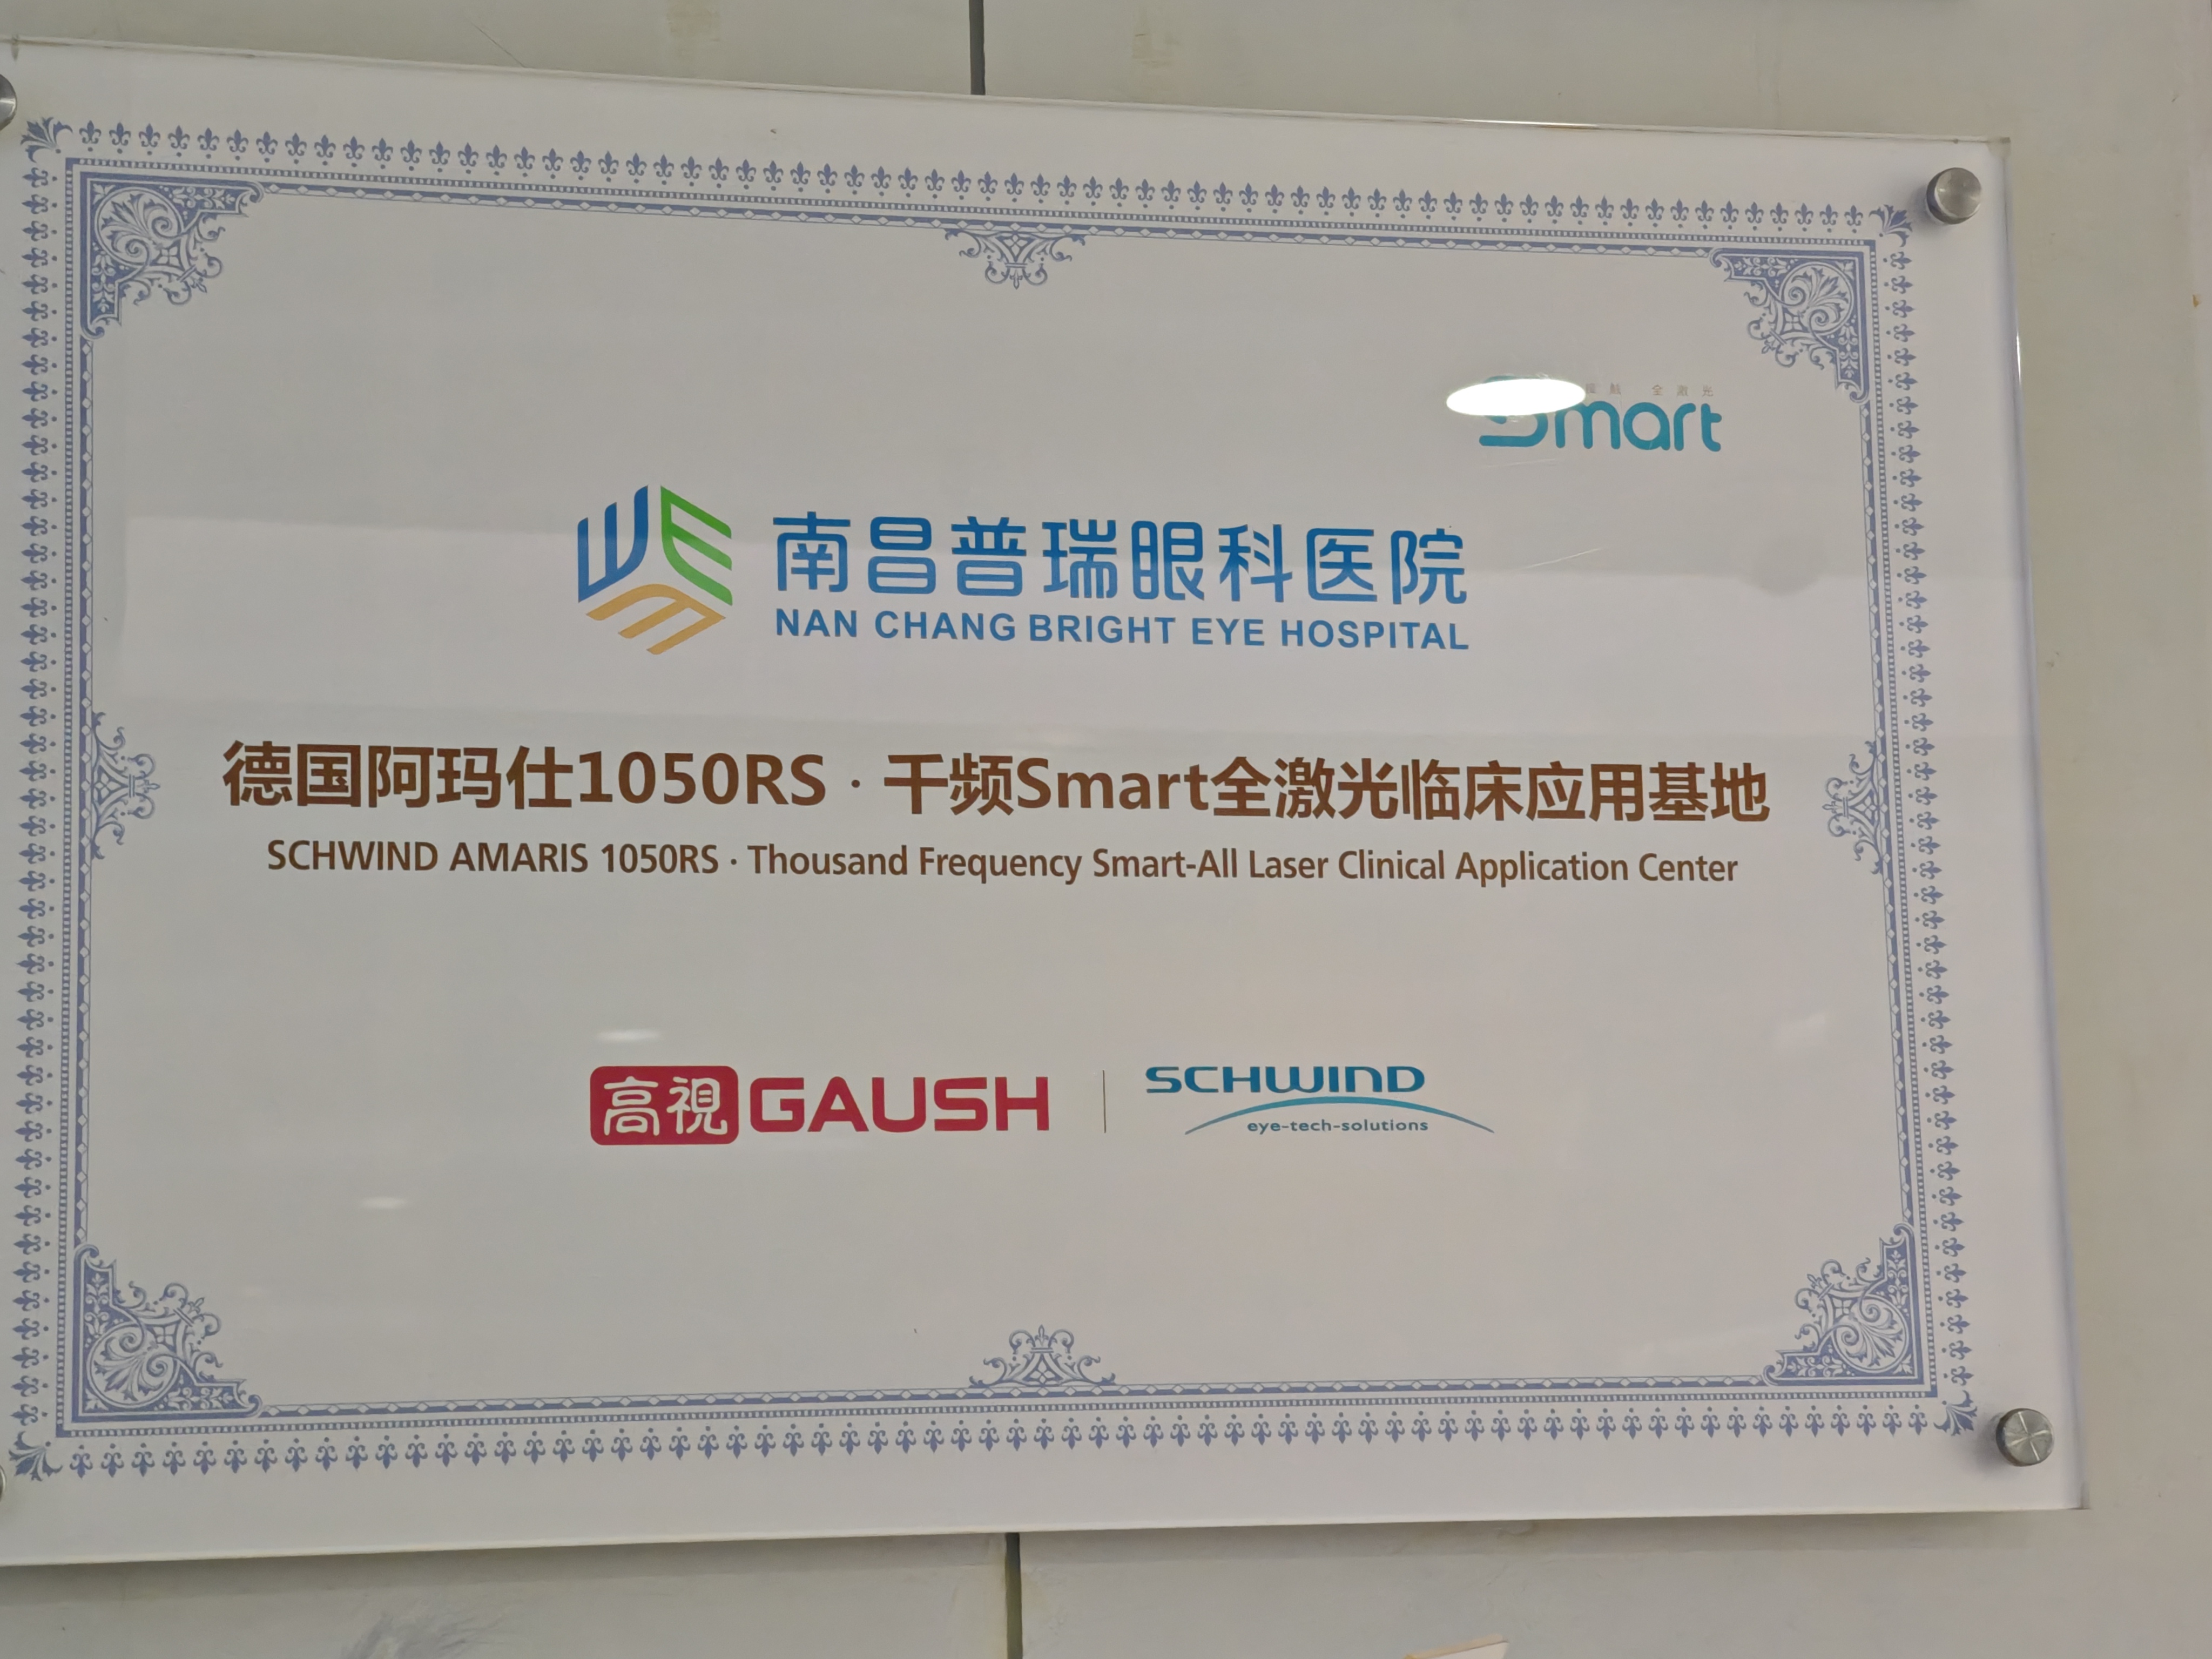 全激光
Smart
南昌普瑞眼科医院
NAN CHANG BRIGHT EYE HOSPITAL
德国阿玛仕1050RS·千频Smart全激光临床应用基地
SCHWIND AMARIS 1050RS · Thousand Frequency Smart-All Laser Clinical Application Center
高視 GAUSH
SCHWIND
eye-tech-solutions